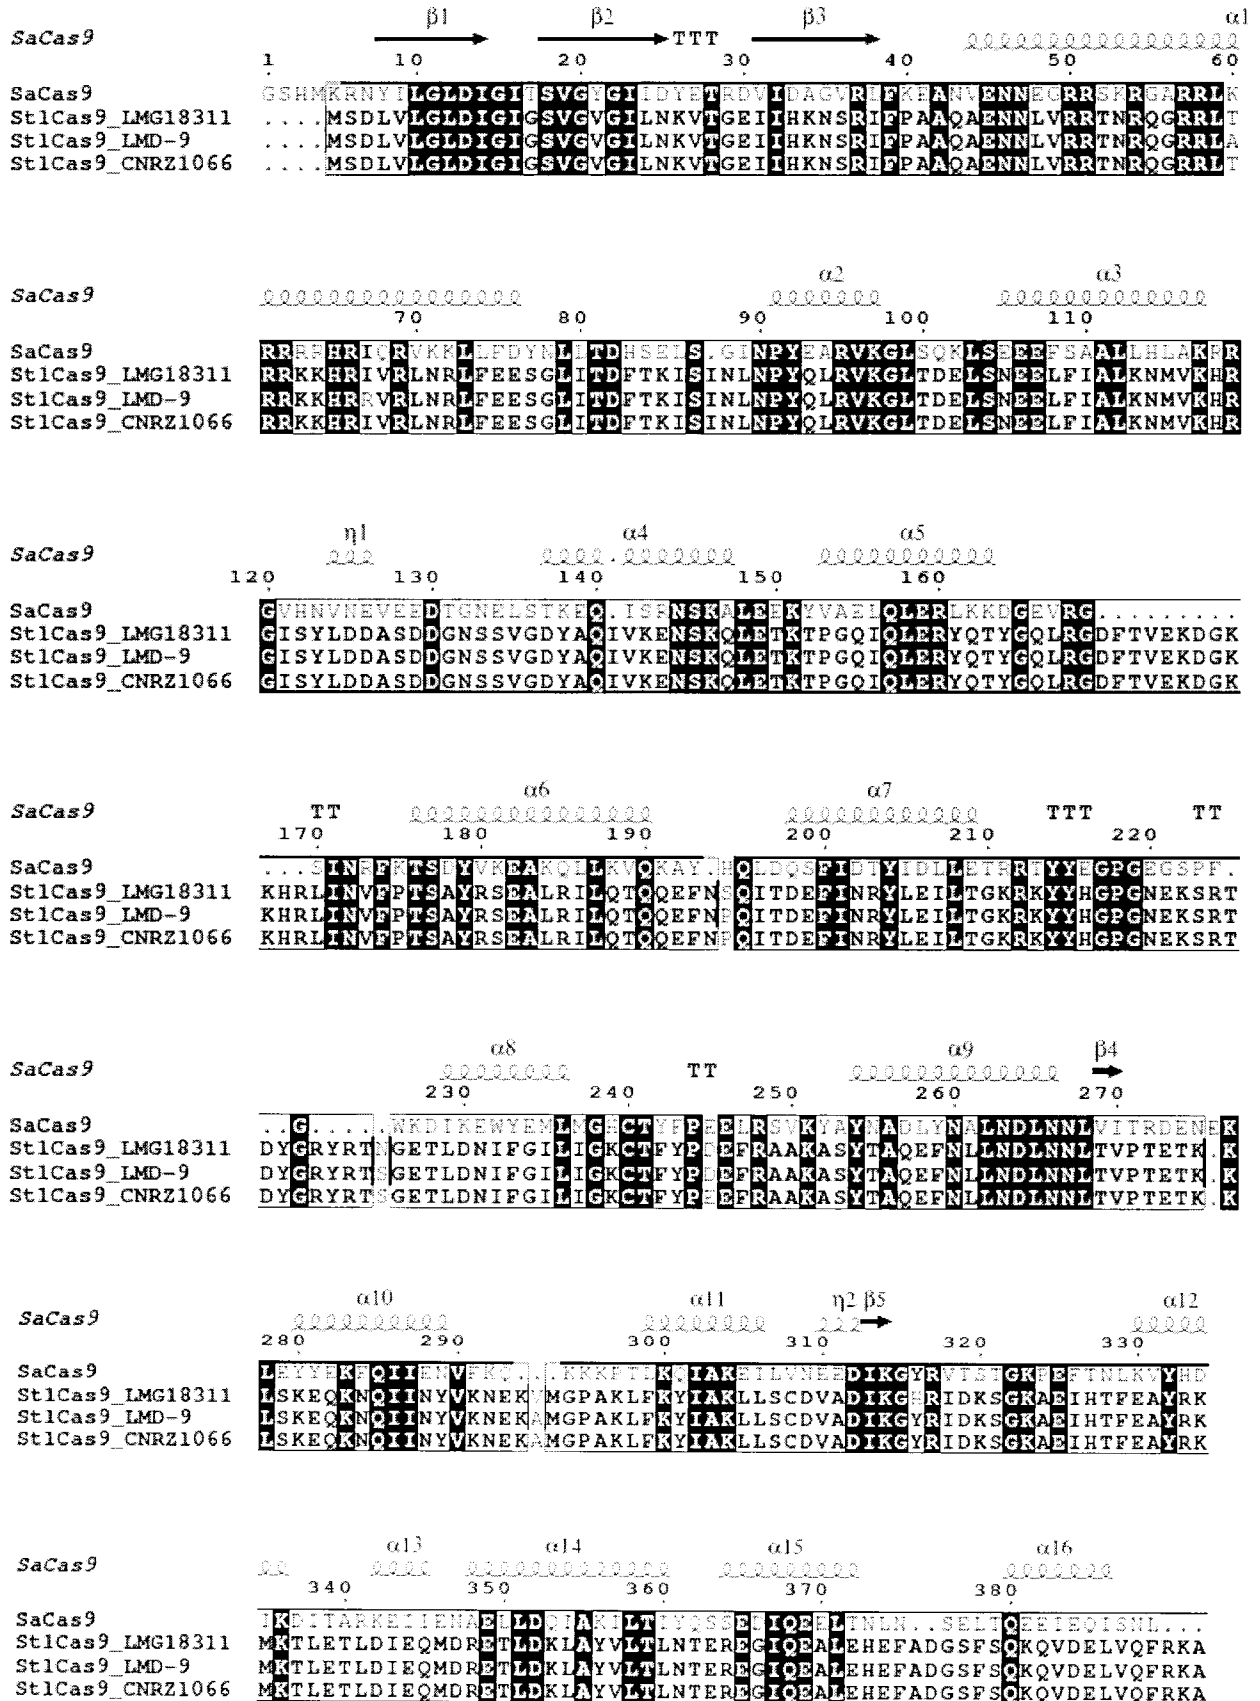 β1 β2 β3 α1
SaCas9 TTT
1 10 20 30 40 50 60
SaCas9 GSHMKRNYILGLDIGITSVGYGIIDYETRDVIDAGVRLFKEANVENNEGRRSKRGARRLK
St1Cas9_LMG18311 ....MSDLVLGLDIGIGSVGVGILNKVTGEIIHKNSRIFPAAQAENNLVRRTNRQGRRLT
St1Cas9_LMD-9 ....MSDLVLGLDIGIGSVGVGILNKVTGEIIHKNSRIFPAAQAENNLVRRTNRQGRRLA
St1Cas9_CNRZ1066 ....MSDLVLGLDIGIGSVGVGILNKVTGEIIHKNSRIFPAAQAENNLVRRTNRQGRRLT
α2 α3
SaCas9
70 80 90 100 110
SaCas9 RRRRHRIQRVKKLLFDYNLLTDHSELS.GINPYEARVKGLSQKLSEEEFSAALLHLAKRR
St1Cas9_LMG18311 RRKKHRIVRLNRLFEESGLITDFTKISINLNPYQLRVKGLTDELSNEELFIALKNMVKHR
St1Cas9_LMD-9 RRKKHRRVRLNRLFEESGLITDFTKISINLNPYQLRVKGLTDELSNEELFIALKNMVKHR
St1Cas9_CNRZ1066 RRKKHRIVRLNRLFEESGLITDFTKISINLNPYQLRVKGLTDELSNEELFIALKNMVKHR
η1 α4 α5
SaCas9
120 130 140 150 160
SaCas9 GVHNVNEVEEDTGNELSTKEQ.ISRNSKALEEKYVAELQLERLKKDGEVRG.........
St1Cas9_LMG18311 GISYLDDASDDGNSSVGDYAQIVKENSKQLETKTPGQIQLERYQTYGQLRGDFTVEKDGK
St1Cas9_LMD-9 GISYLDDASDDGNSSVGDYAQIVKENSKQLETKTPGQIQLERYQTYGQLRGDFTVEKDGK
St1Cas9_CNRZ1066 GISYLDDASDDGNSSVGDYAQIVKENSKQLETKTPGQIQLERYQTYGQLRGDFTVEKDGK
α6 α7
SaCas9 TT TTT TT
170 180 190 200 210 220
SaCas9 ...SINRFKTSDYVKEAKQLLKVQKAY.HQLDQSFIDTYIDLLETRRTYYEGPGEGSPF.
St1Cas9_LMG18311 KHRLINVFPTSAYRSEALRILQTQQEFNSQITDEFINRYLEILTGKRKYYHGPGNEKSRT
St1Cas9_LMD-9 KHRLINVFPTSAYRSEALRILQTQQEFNPQITDEFINRYLEILTGKRKYYHGPGNEKSRT
St1Cas9_CNRZ1066 KHRLINVFPTSAYRSEALRILQTQQEFNPQITDEFINRYLEILTGKRKYYHGPGNEKSRT
α8 α9 β4
SaCas9 TT
230 240 250 260 270
SaCas9 ..G.....WKDIKEWYEMLMGHCTYFPEELRSVKYAYNADLYNALNDLNNLVITRDENEK
St1Cas9_LMG18311 DYGRYRTNGETLDNIFGILIGKCTFYPDEFRAAKASYTAQEFNLLNDLNNLTVPTETK.K
St1Cas9_LMD-9 DYGRYRTSGETLDNIFGILIGKCTFYPDEFRAAKASYTAQEFNLLNDLNNLTVPTETK.K
St1Cas9_CNRZ1066 DYGRYRTSGETLDNIFGILIGKCTFYPEEFRAAKASYTAQEFNLLNDLNNLTVPTETK.K
α10 α11 η2 β5 α12
SaCas9
280 290 300 310 320 330
SaCas9 LEYYEKFQIIENVFKQ...KKKPTLKQIAKEILVNEEDIKGYRVTSTGKPEFTNLKVYHD
St1Cas9_LMG18311 LSKEQKNQIINYVKNEKVMGPAKLFKYIAKLLSCDVADIKGHRIDKSGKAEIHTFEAYRK
St1Cas9_LMD-9 LSKEQKNQIINYVKNEKAMGPAKLFKYIAKLLSCDVADIKGYRIDKSGKAEIHTFEAYRK
St1Cas9_CNRZ1066 LSKEQKNQIINYVKNEKAMGPAKLFKYIAKLLSCDVADIKGYRIDKSGKAEIHTFEAYRK
α13 α14 α15 α16
SaCas9
340 350 360 370 380
SaCas9 IKDITARKEIIENAELLDQIAKILTIYQSSEDIQEELTNLN..SELTQEEIEQISNL...
St1Cas9_LMG18311 MKTLETLDIEQMDRETLDKLAYVLTLNTEREGIQEALEHEFADGSFSQKQVDELVQFRKA
St1Cas9_LMD-9 MKTLETLDIEQMDRETLDKLAYVLTLNTEREGIQEALEHEFADGSFSQKQVDELVQFRKA
St1Cas9_CNRZ1066 MKTLETLDIEQMDRETLDKLAYVLTLNTEREGIQEALEHEFADGSFSQKQVDELVQFRKA